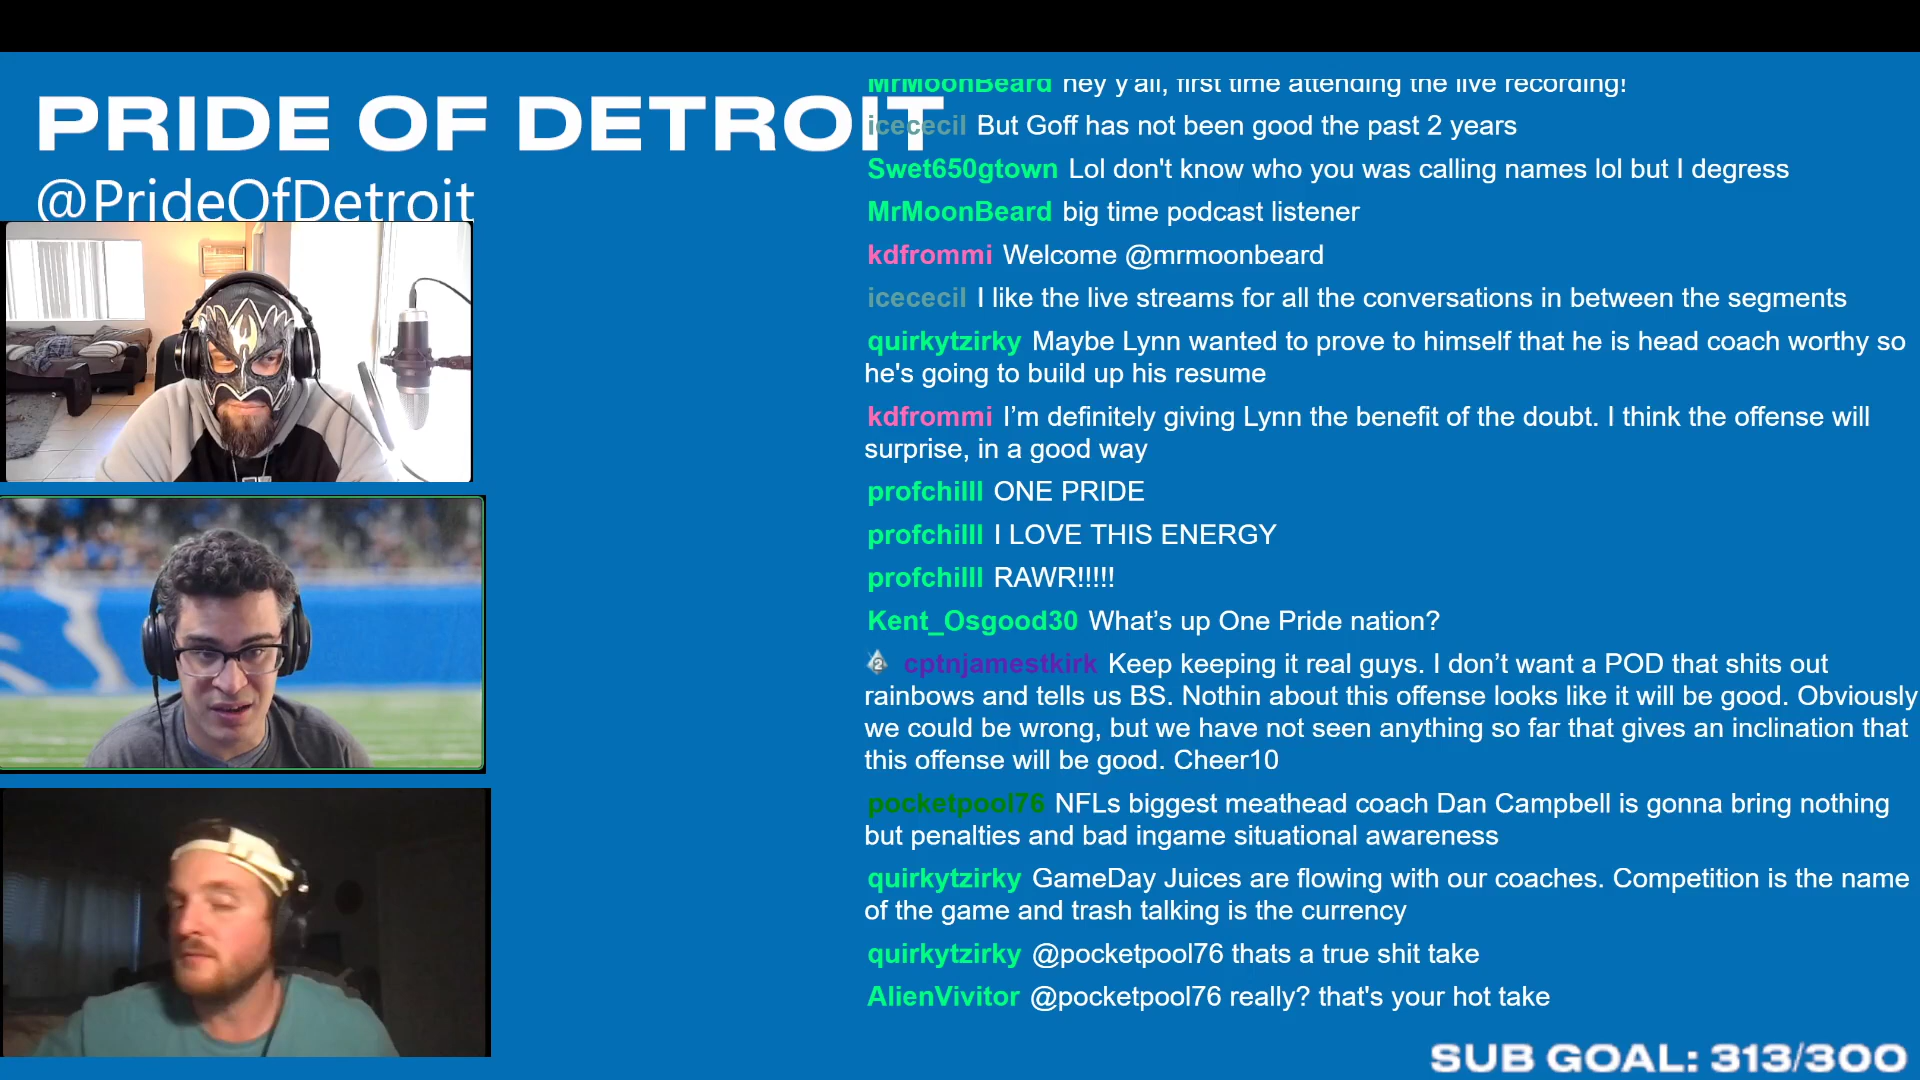 PRIDE OF DETROIT
@PrideOfDetroit
MrMoonBeard hey y'all, first time attending the live recording!
icececil But Goff has not been good the past 2 years
Swet650gtown Lol don't know who you was calling names lol but I degress
MrMoonBeard big time podcast listener
kdfrommi Welcome @mrmoonbeard
icececil I like the live streams for all the conversations in between the segments
quirkytzirky Maybe Lynn wanted to prove to himself that he is head coach worthy so
he's going to build up his resume
kdfrommi I’m definitely giving Lynn the benefit of the doubt. I think the offense will
surprise, in a good way
profchilll ONE PRIDE
profchilll I LOVE THIS ENERGY
profchilll RAWR!!!!!
Kent_Osgood30 What’s up One Pride nation?
2 cptnjamestkirk Keep keeping it real guys. I don’t want a POD that shits out
rainbows and tells us BS. Nothin about this offense looks like it will be good. Obviously
we could be wrong, but we have not seen anything so far that gives an inclination that
this offense will be good. Cheer10
pocketpool76 NFLs biggest meathead coach Dan Campbell is gonna bring nothing
but penalties and bad ingame situational awareness
quirkytzirky GameDay Juices are flowing with our coaches. Competition is the name
of the game and trash talking is the currency
quirkytzirky @pocketpool76 thats a true shit take
AlienVivitor @pocketpool76 really? that's your hot take
SUB GOAL: 313/300